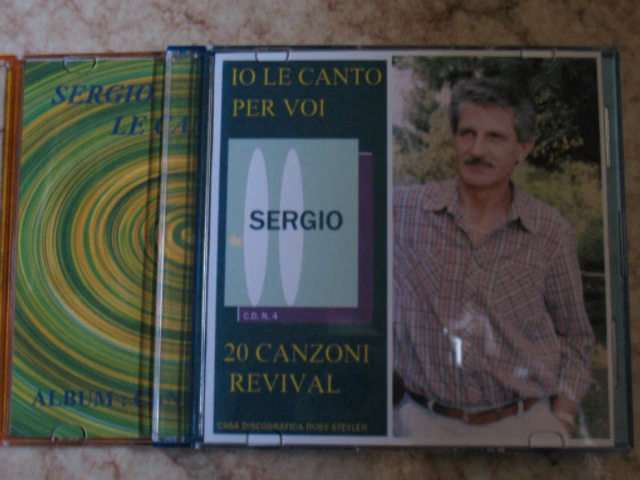 SERGIO
LE CA
ALBUM :
IO LE CANTO
PER VOI
SERGIO
C.D. N. 4
20 CANZONI
REVIVAL
CASA DISCOGRAFICA ROBY STEYLER